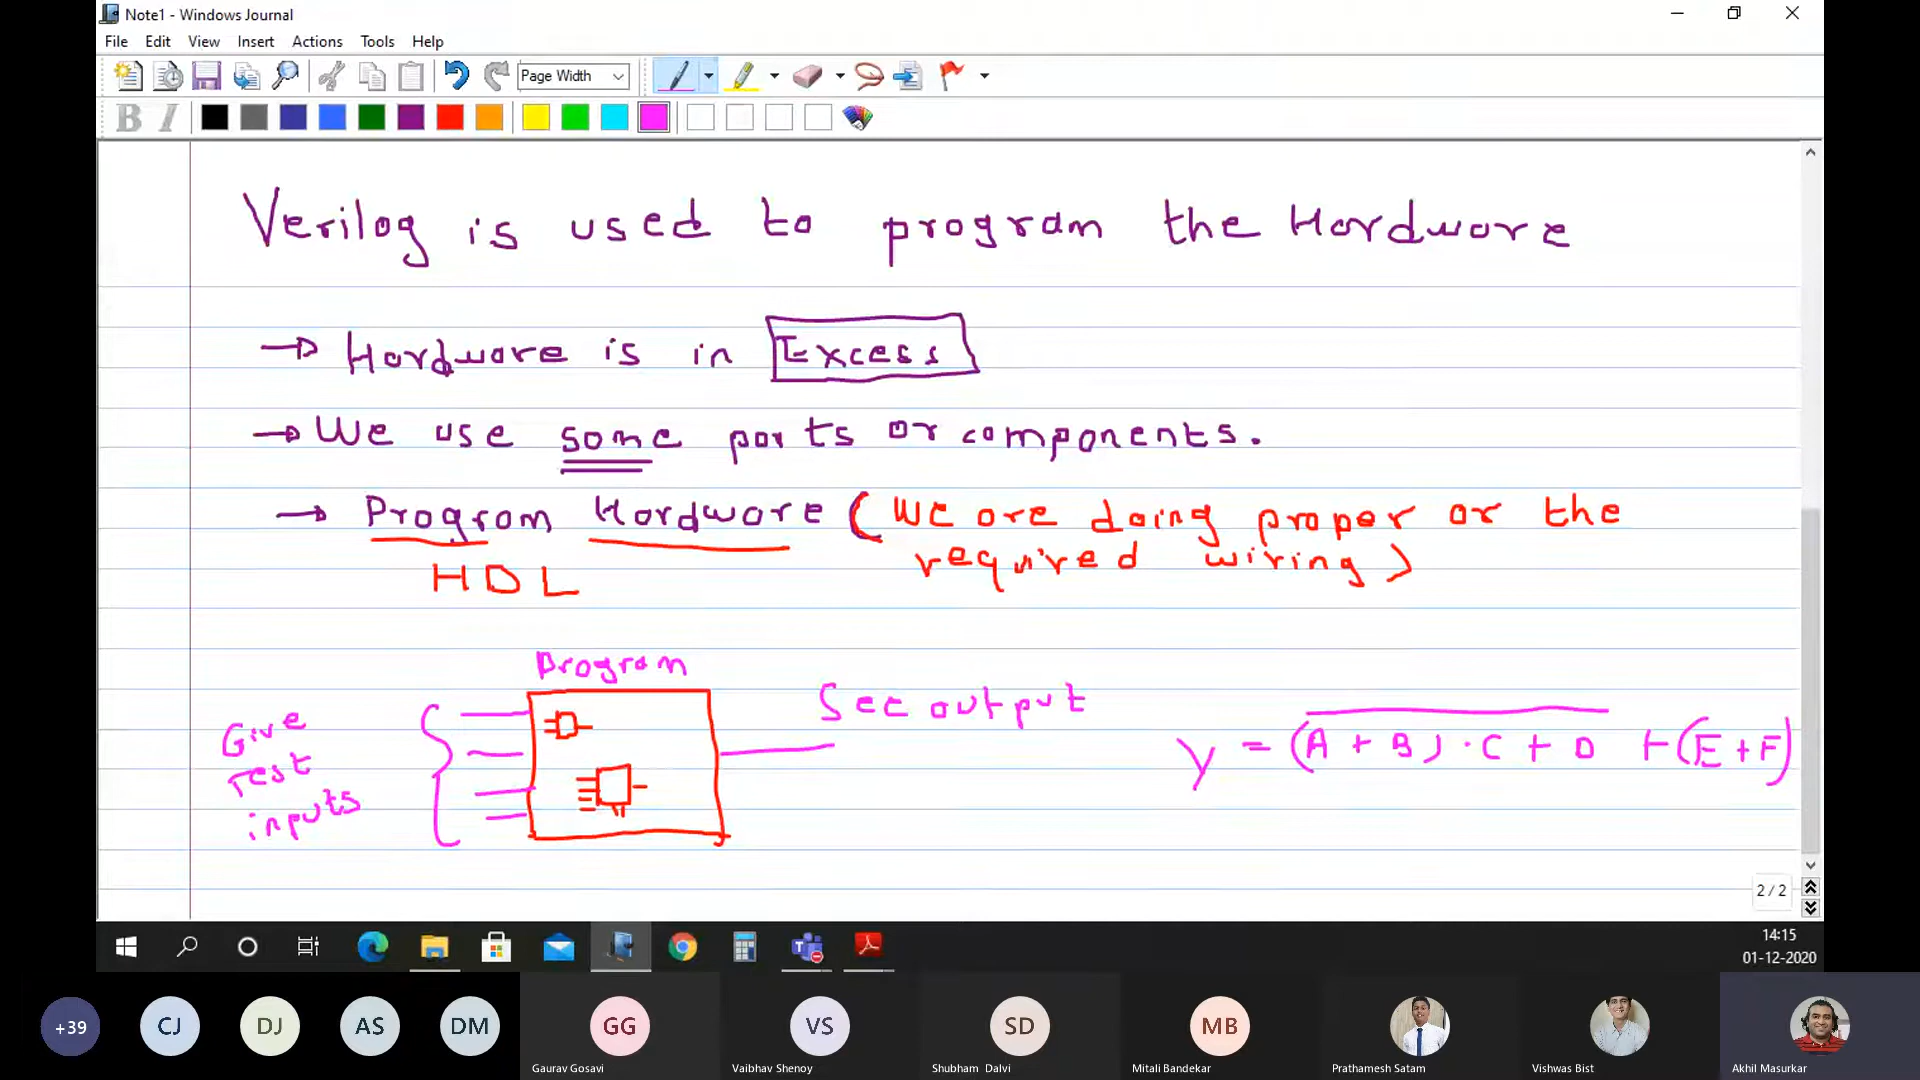 Note1 - Windows Journal
File Edit View Insert Actions Tools Help
Page Width
B I
Verilog is used to program the Hardware
→ Hardware is in Excess
→ We use some parts or components.
→ Program Hardware (We are doing proper or the
required wiring)
HDL
Program
Give
Test
inputs
See output
Y = (A + B) · C + D + (E + F)
2 / 2
14:15
01-12-2020
+39 CJ DJ AS DM GG VS SD MB
Gaurav Gosavi Vaibhav Shenoy Shubham Dalvi Mitali Bandekar Prathamesh Satam Vishwas Bist Akhil Masurkar